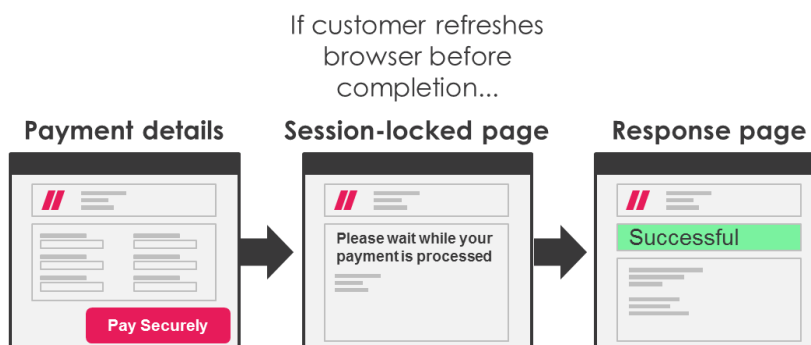 If customer refreshes
browser before
completion...
Payment details
Session-locked page
Response page
Please wait while your
payment is processed
Successful
Pay Securely